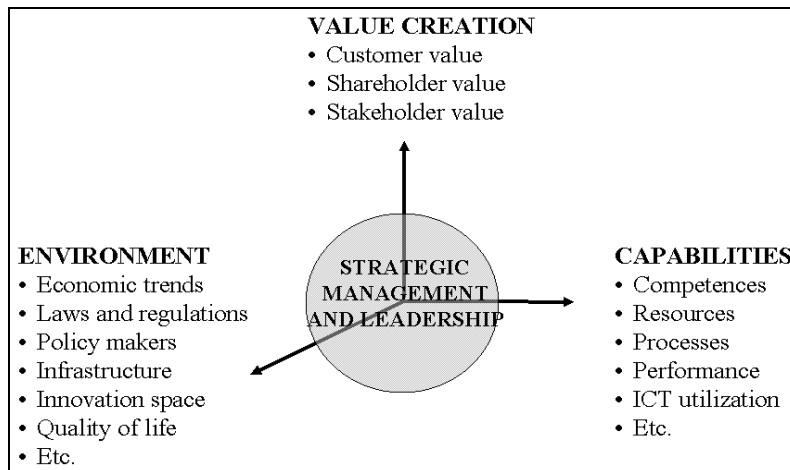 VALUE CREATION
• Customer value
• Shareholder value
• Stakeholder value
ENVIRONMENT
• Economic trends
• Laws and regulations
• Policy makers
• Infrastructure
• Innovation space
• Quality of life
• Etc.
STRATEGIC
MANAGEMENT
AND LEADERSHIP
CAPABILITIES
• Competences
• Resources
• Processes
• Performance
• ICT utilization
• Etc.